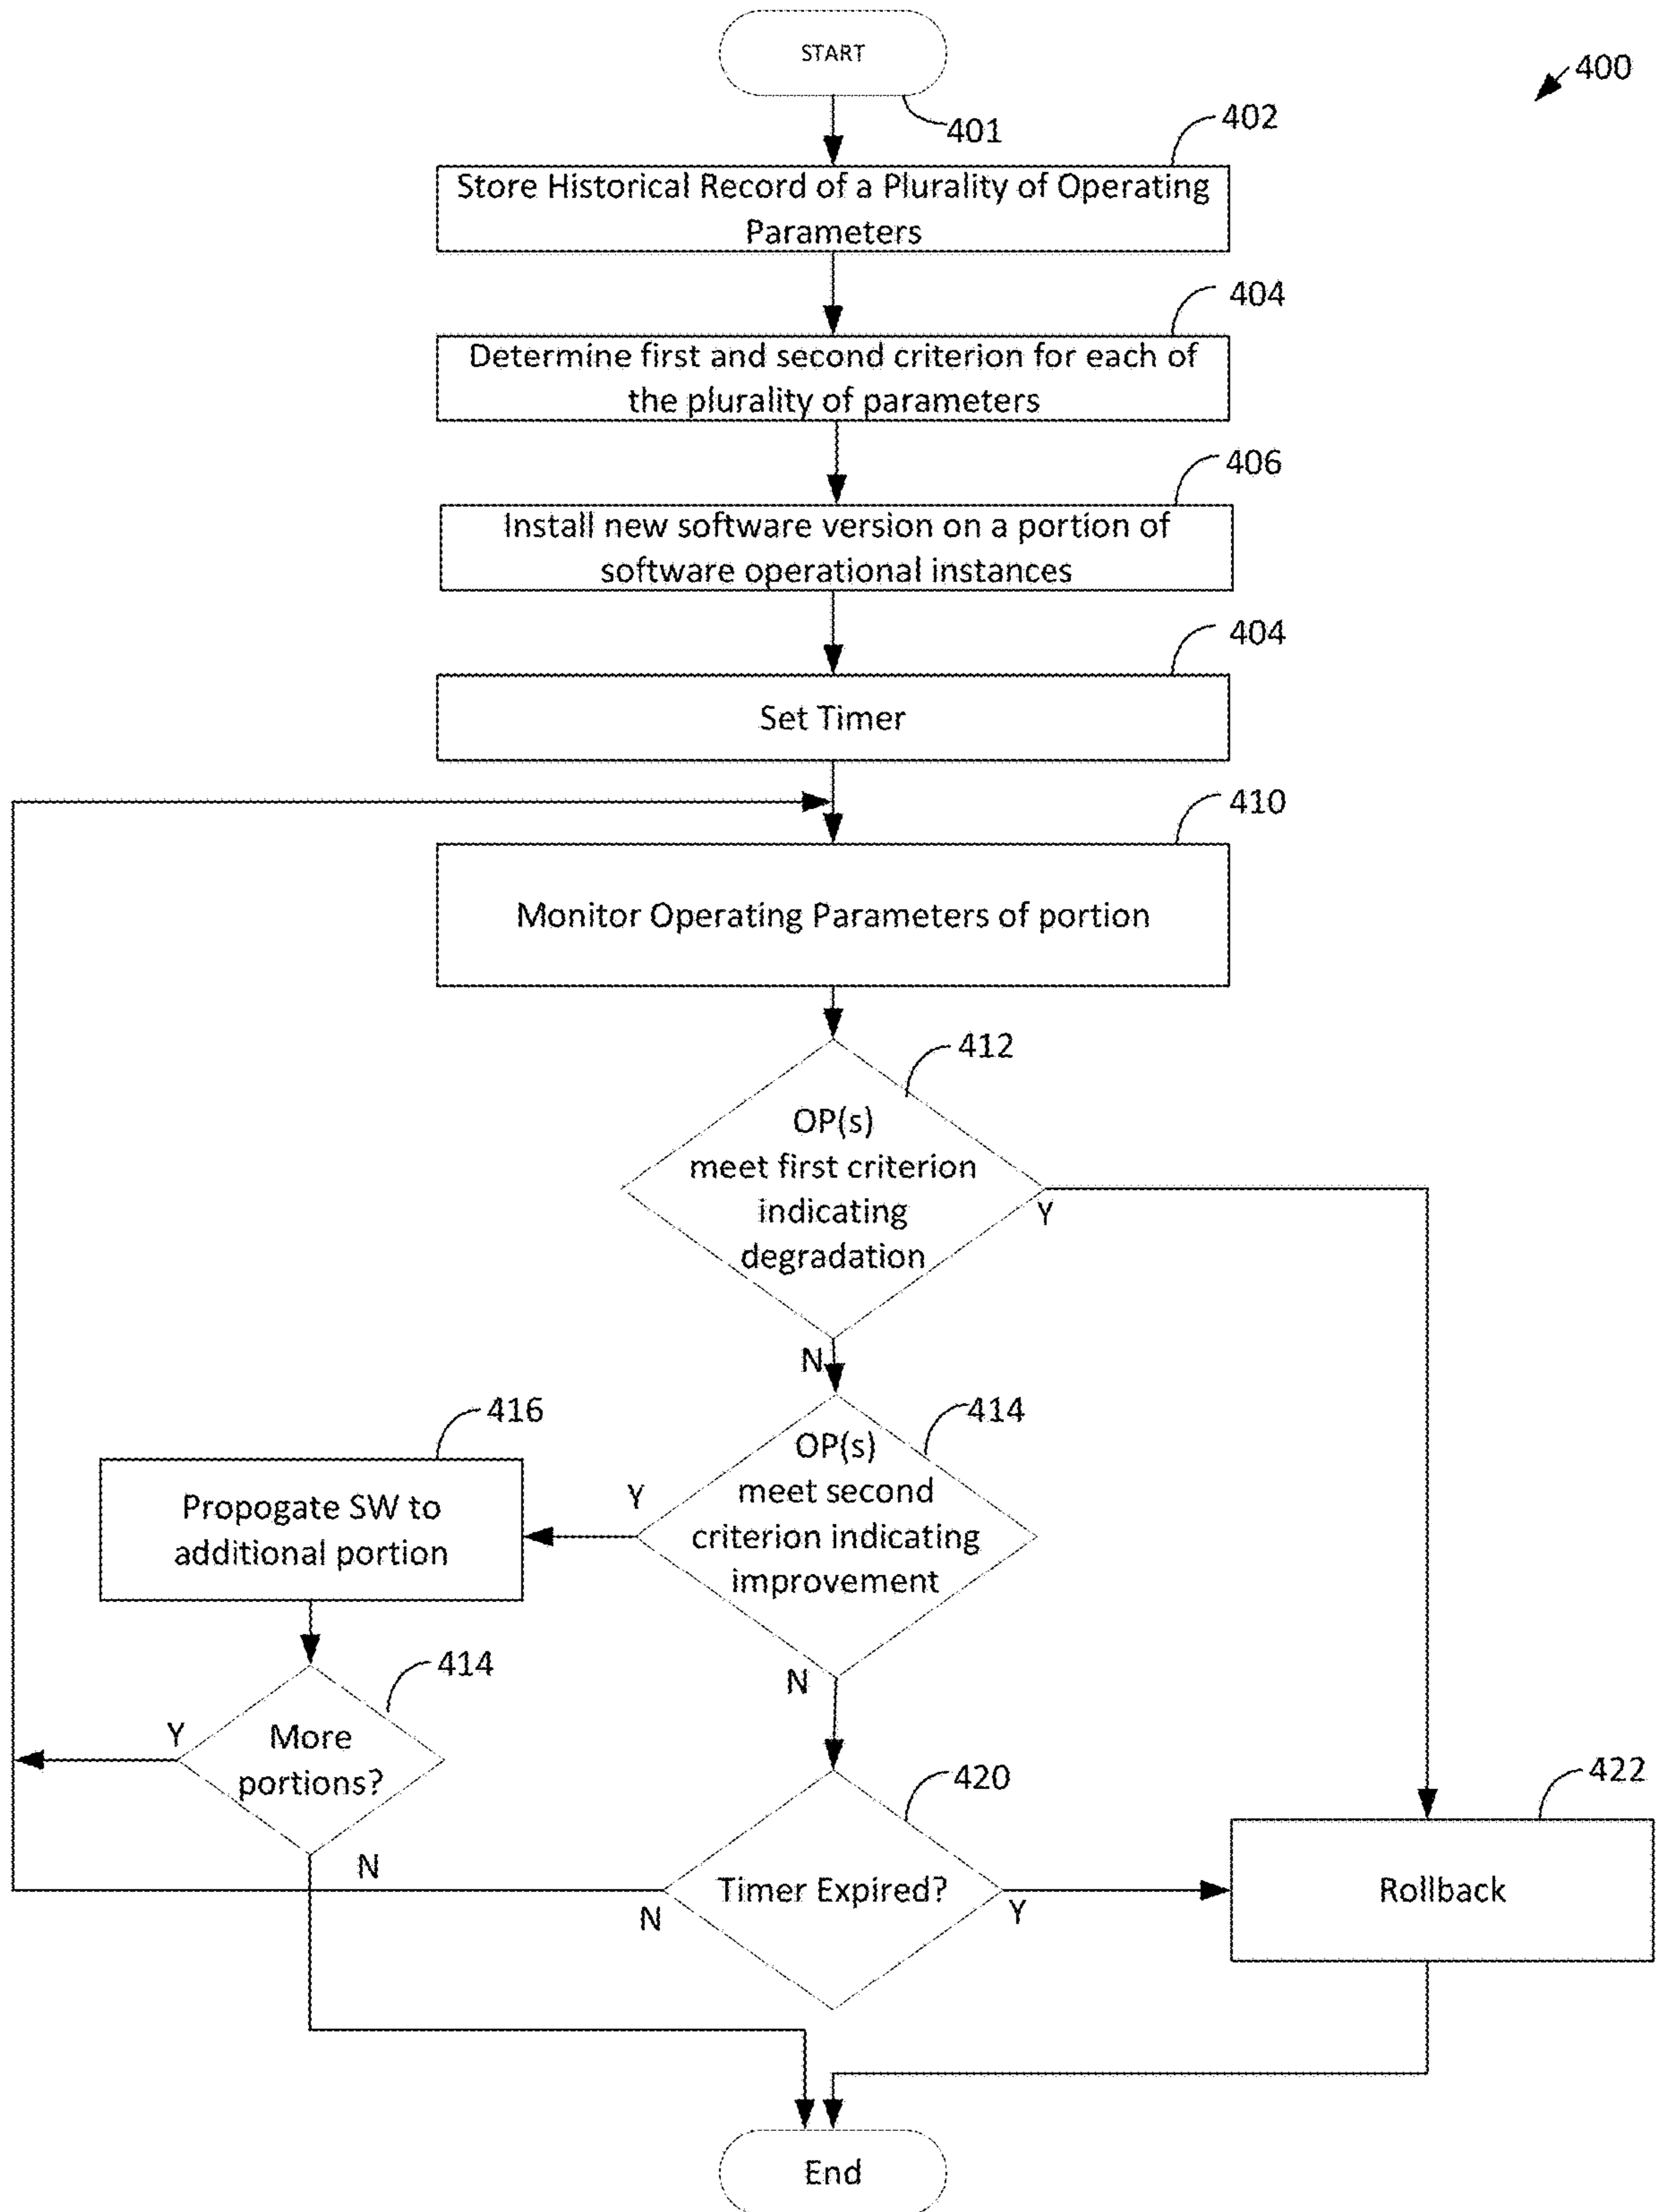 START
400
401
402
Store Historical Record of a Plurality of Operating
Parameters
404
Determine first and second criterion for each of
the plurality of parameters
406
Install new software version on a portion of
software operational instances
404
Set Timer
410
Monitor Operating Parameters of portion
412
OP(s)
meet first criterion
indicating
degradation
Y
N
414
OP(s)
meet second
criterion indicating
improvement
Y
N
416
Propogate SW to
additional portion
414
More
portions?
Y
N
420
Timer Expired?
N
Y
422
Rollback
End